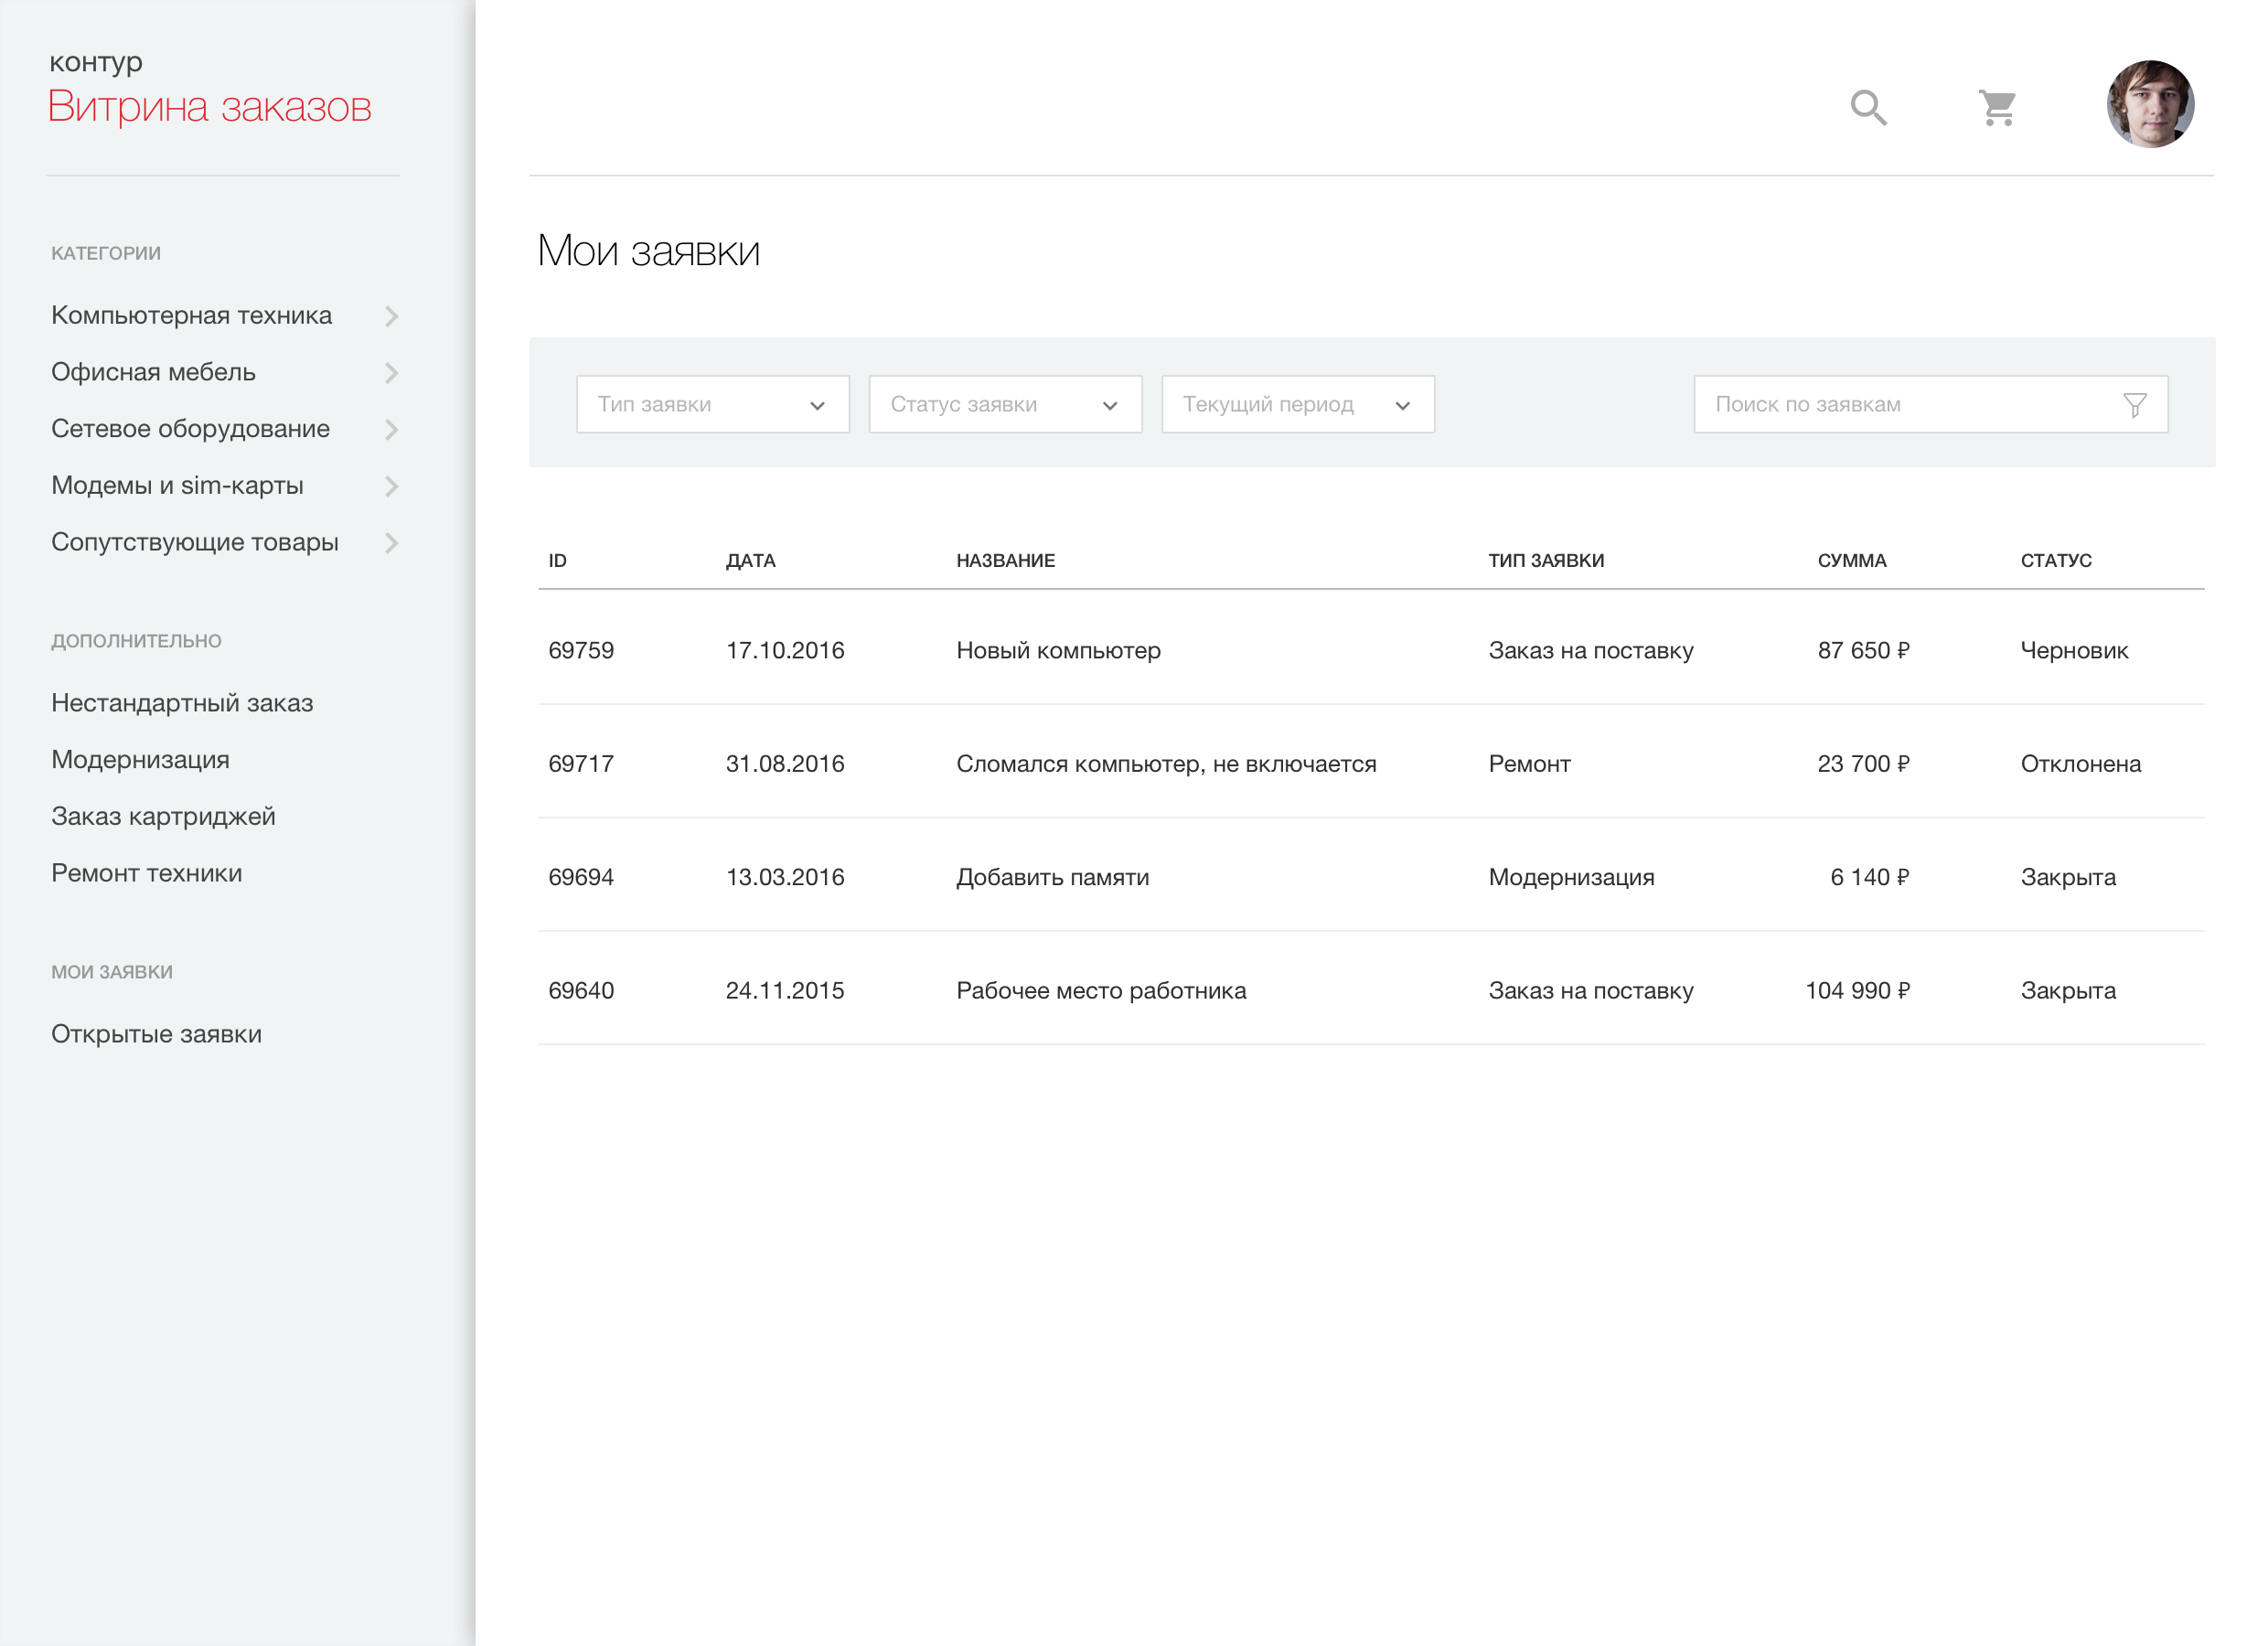 контур
Витрина заказов
КАТЕГОРИИ
Компьютерная техника
Офисная мебель
Сетевое оборудование
Модемы и sim-карты
Сопутствующие товары
ДОПОЛНИТЕЛЬНО
Нестандартный заказ
Модернизация
Заказ картриджей
Ремонт техники
МОИ ЗАЯВКИ
Открытые заявки
Мои заявки
Тип заявки Статус заявки Текущий период Поиск по заявкам
ID ДАТА НАЗВАНИЕ ТИП ЗАЯВКИ СУММА СТАТУС
69759 17.10.2016 Новый компьютер Заказ на поставку 87 650 ₽ Черновик
69717 31.08.2016 Сломался компьютер, не включается Ремонт 23 700 ₽ Отклонена
69694 13.03.2016 Добавить памяти Модернизация 6 140 ₽ Закрыта
69640 24.11.2015 Рабочее место работника Заказ на поставку 104 990 ₽ Закрыта